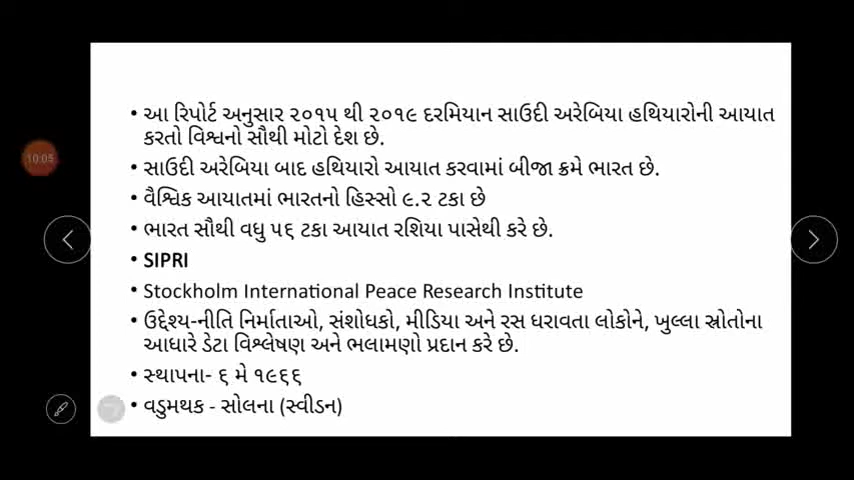 • આ રિપોર્ટ અનુસાર ૨૦૧૫ થી ૨૦૧૯ દરમિયાન સાઉદી અરેબિયા હથિયારોની આયાત
કરતો વિશ્વનો સૌથી મોટો દેશ છે.
10:05
• સાઉદી અરેબિયા બાદ હથિયારો આયાત કરવામાં બીજા ક્રમે ભારત છે.
• વૈશ્વિક આયાતમાં ભારતનો હિસ્સો ૯.૨ ટકા છે
• ભારત સૌથી વધુ ૫૬ ટકા આયાત રશિયા પાસેથી કરે છે.
• SIPRI
• Stockholm International Peace Research Institute
• ઉદ્દેશ્ય-નીતિ નિર્માતાઓ, સંશોધકો, મીડિયા અને રસ ધરાવતા લોકોને, ખુલ્લા સ્રોતોના
આધારે ડેટા વિશ્લેષણ અને ભલામણો પ્રદાન કરે છે.
• સ્થાપના- ૬ મે ૧૯૬૬
• વડુમથક - સોલના (સ્વીડન)